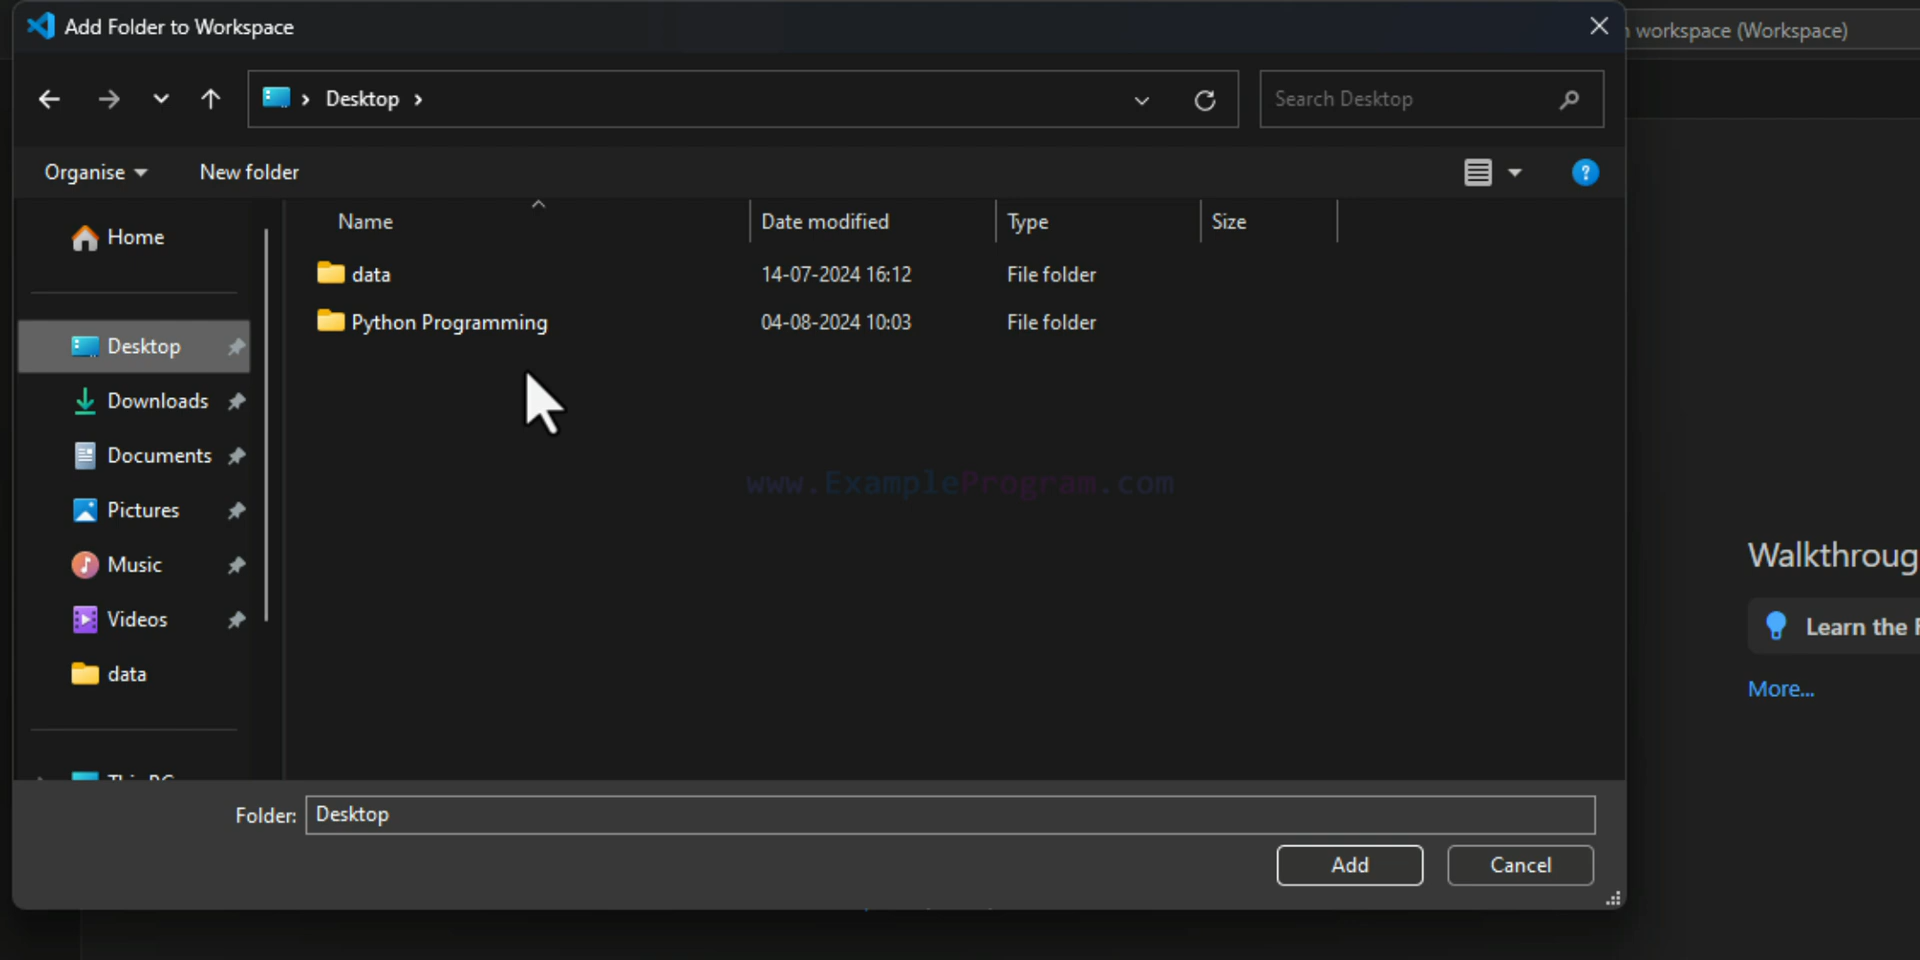 Add Folder to Workspace
workspace (Workspace)
Desktop
Search Desktop
Organise
New folder
?
Name
Date modified
Type
Size
Home
data
14-07-2024 16:12
File folder
Python Programming
04-08-2024 10:03
File folder
Desktop
Downloads
Documents
Pictures
Music
Videos
data
www.ExampleProgram.com
Walkthroug
Learn the F
More...
Folder:
Desktop
Add
Cancel